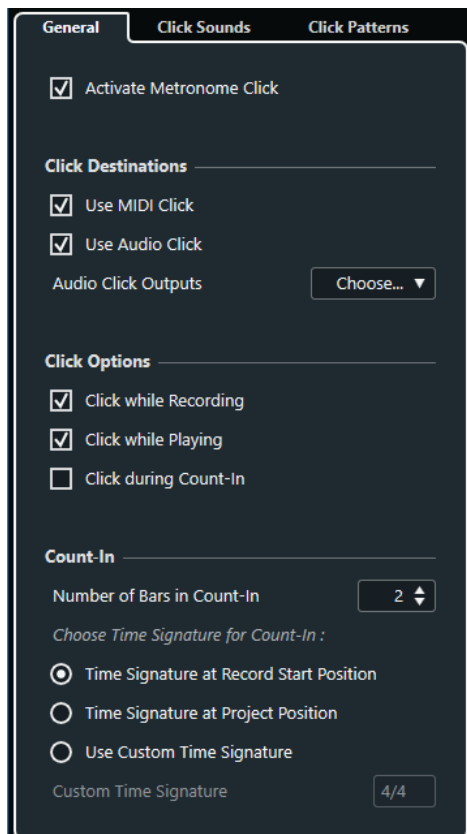 General Click Sounds Click Patterns
Activate Metronome Click
Click Destinations
Use MIDI Click
Use Audio Click
Audio Click Outputs Choose...
Click Options
Click while Recording
Click while Playing
Click during Count-In
Count-In
Number of Bars in Count-In 2
Choose Time Signature for Count-In :
Time Signature at Record Start Position
Time Signature at Project Position
Use Custom Time Signature
Custom Time Signature 4/4